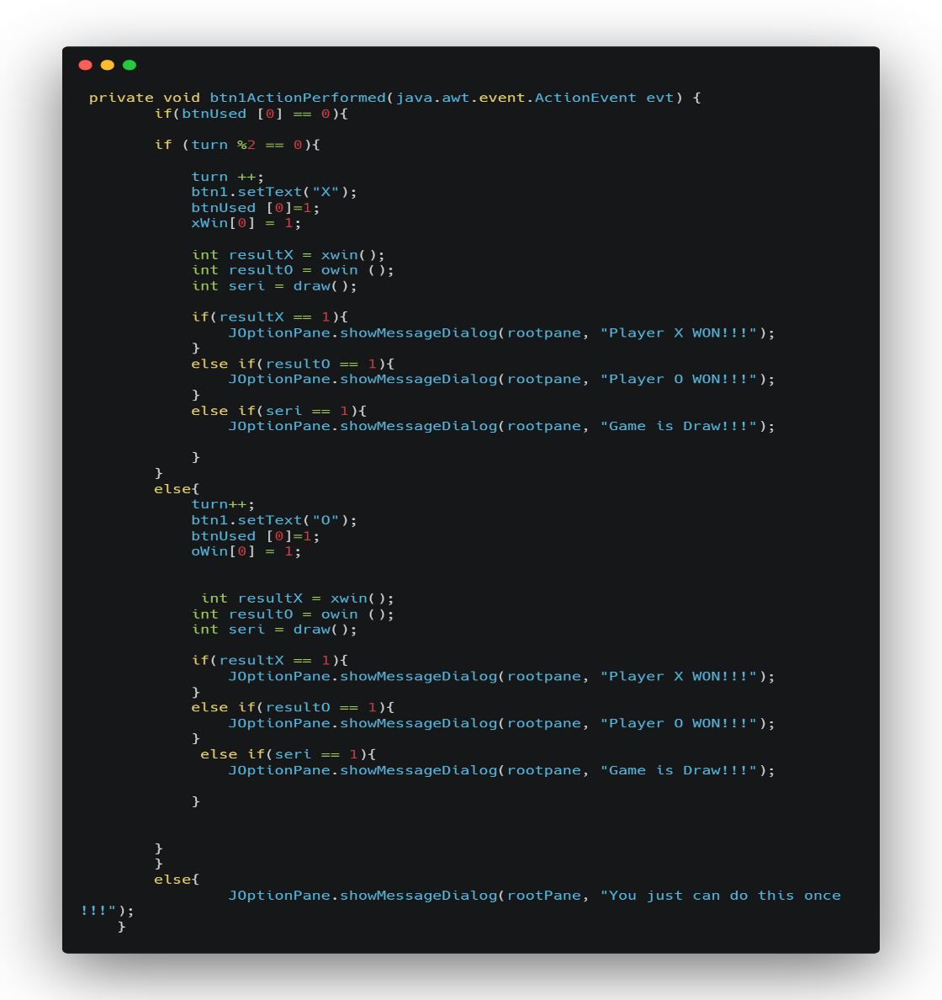 private void btn1ActionPerformed(java.awt.event.ActionEvent evt) {
if(btnUsed [0] == 0){
if (turn %2 == 0){
turn ++;
btn1.setText("X");
btnUsed [0]=1;
xWin[0] = 1;
int resultX = xwin();
int resultO = owin ();
int seri = draw();
if(resultX == 1){
JOptionPane.showMessageDialog(rootpane, "Player X WON!!!");
}
else if(resultO == 1){
JOptionPane.showMessageDialog(rootpane, "Player O WON!!!");
}
else if(seri == 1){
JOptionPane.showMessageDialog(rootpane, "Game is Draw!!!");
}
}
else{
turn++;
btn1.setText("O");
btnUsed [0]=1;
oWin[0] = 1;
int resultX = xwin();
int resultO = owin ();
int seri = draw();
if(resultX == 1){
JOptionPane.showMessageDialog(rootpane, "Player X WON!!!");
}
else if(resultO == 1){
JOptionPane.showMessageDialog(rootpane, "Player O WON!!!");
}
else if(seri == 1){
JOptionPane.showMessageDialog(rootpane, "Game is Draw!!!");
}
}
}
else{
JOptionPane.showMessageDialog(rootPane, "You just can do this once
!!!");
}